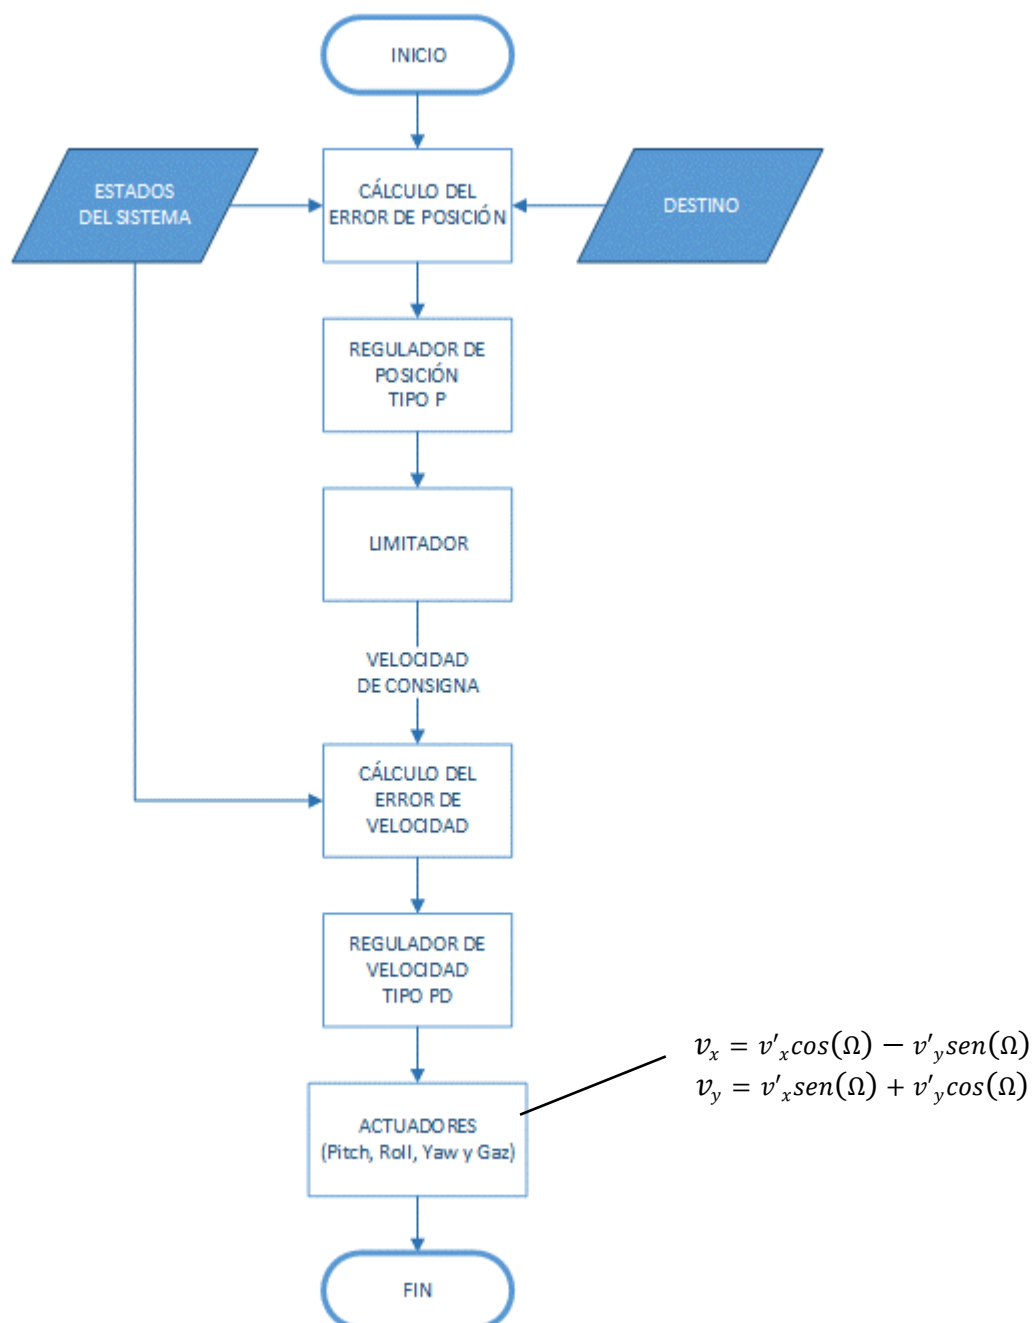 INICIO
ESTADOS
DEL SISTEMA
CÁLCULO DEL
ERROR DE POSICIÓN
DESTINO
REGULADOR DE
POSICIÓN
TIPO P
LIMITADOR
VELOCIDAD
DE CONSIGNA
CÁLCULO DEL
ERROR DE
VELOCIDAD
REGULADOR DE
VELOCIDAD
TIPO PD
v_x = v'_x cos(Ω) − v'_y sen(Ω)
v_y = v'_x sen(Ω) + v'_y cos(Ω)
ACTUADORES
(Pitch, Roll, Yaw y Gaz)
FIN